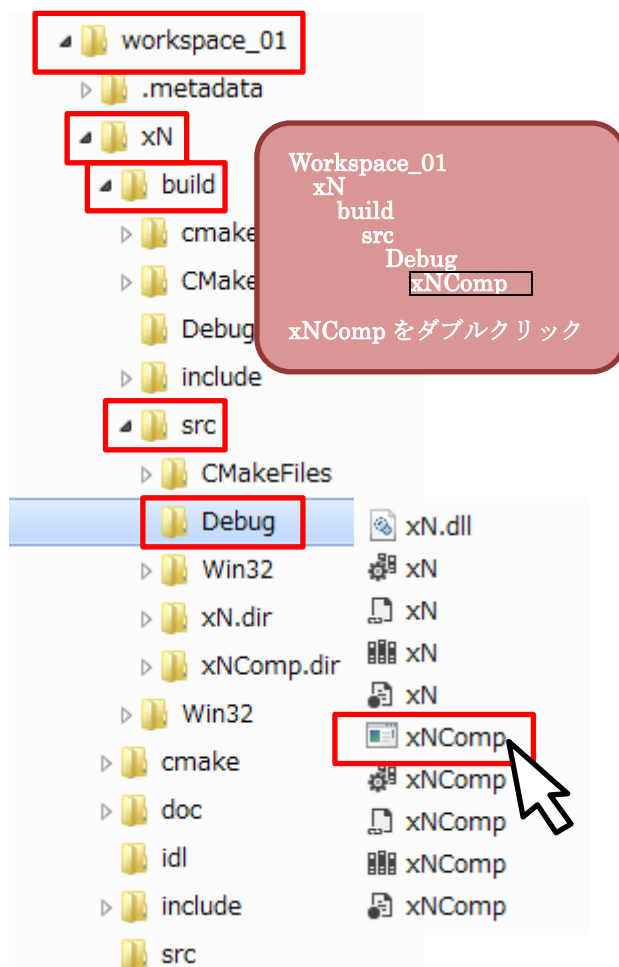 workspace_01
.metadata
xN
build
cmake
CMake
Debug
include
src
CMakeFiles
Debug
Win32
xN.dir
xNComp.dir
Win32
cmake
doc
idl
include
src
Workspace_01
xN
build
src
Debug
xNComp
xNComp をダブルクリック
xN.dll
xN
xN
xN
xN
xNComp
xNComp
xNComp
xNComp
xNComp